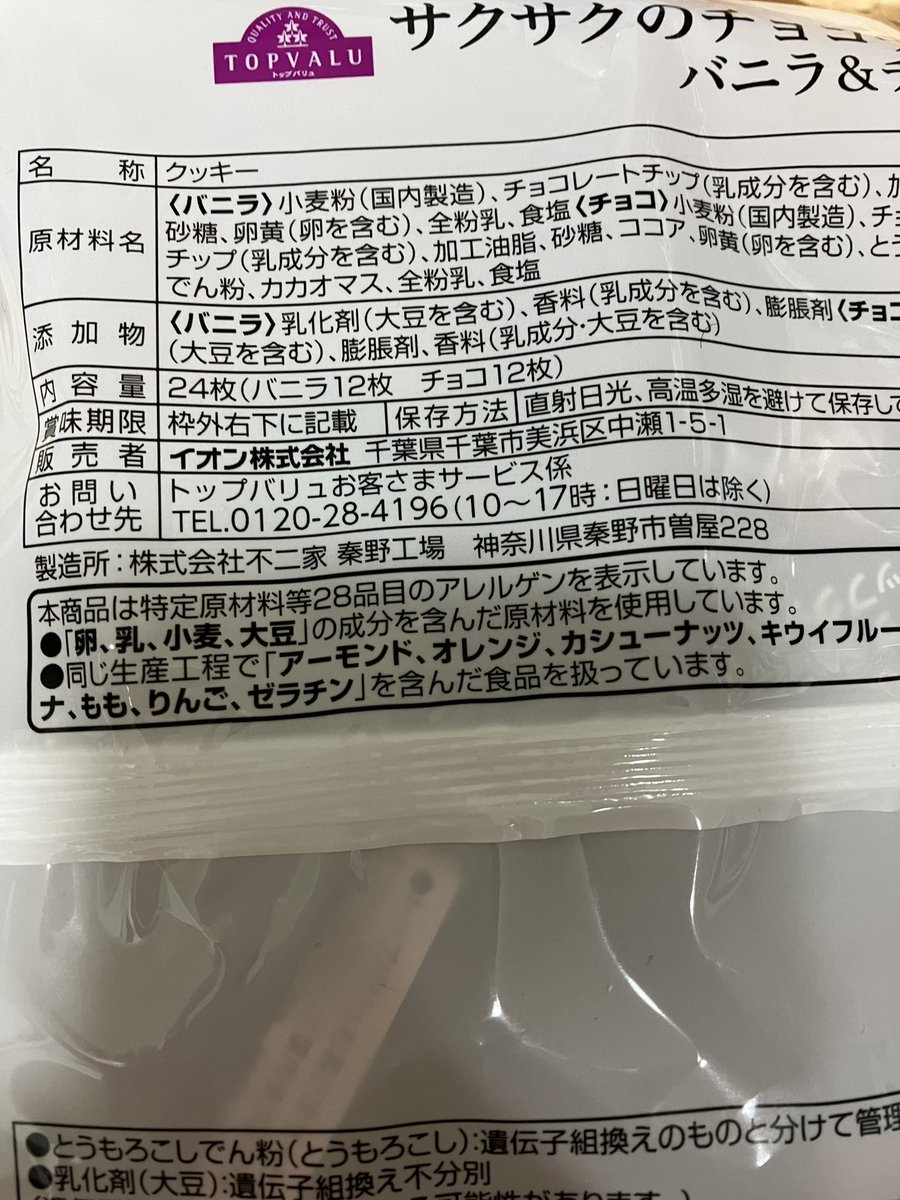 QUALITY AND TRUST
TOPVALU
トップバリュ
サクサクのチョコ
バニラ&
名称 クッキー
原材料名 〈バニラ〉小麦粉(国内製造)、チョコレートチップ(乳成分を含む)、加
砂糖、卵黄(卵を含む)、全粉乳、食塩〈チョコ〉小麦粉(国内製造)、チョ
チップ(乳成分を含む)、加工油脂、砂糖、ココア、卵黄(卵を含む)、とう
でん粉、カカオマス、全粉乳、食塩
添加物 〈バニラ〉乳化剤(大豆を含む)、香料(乳成分を含む)、膨脹剤〈チョコ
(大豆を含む)、膨脹剤、香料(乳成分・大豆を含む)
内容量 24枚(バニラ12枚 チョコ12枚)
賞味期限 枠外右下に記載 保存方法 直射日光、高温多湿を避けて保存して
販売者 イオン株式会社 千葉県千葉市美浜区中瀬1-5-1
お問い合わせ先 トップバリュお客さまサービス係
TEL.0120-28-4196(10〜17時:日曜日は除く)
製造所:株式会社不二家 秦野工場 神奈川県秦野市曽屋228
本商品は特定原材料等28品目のアレルゲンを表示しています。
●「卵、乳、小麦、大豆」の成分を含んだ原材料を使用しています。
●同じ生産工程で「アーモンド、オレンジ、カシューナッツ、キウイフルー
ナ、もも、りんご、ゼラチン」を含んだ食品を扱っています。
●とうもろこしでん粉(とうもろこし):遺伝子組換えのものと分けて管理
●乳化剤(大豆):遺伝子組換え不分別
可能性があります。)